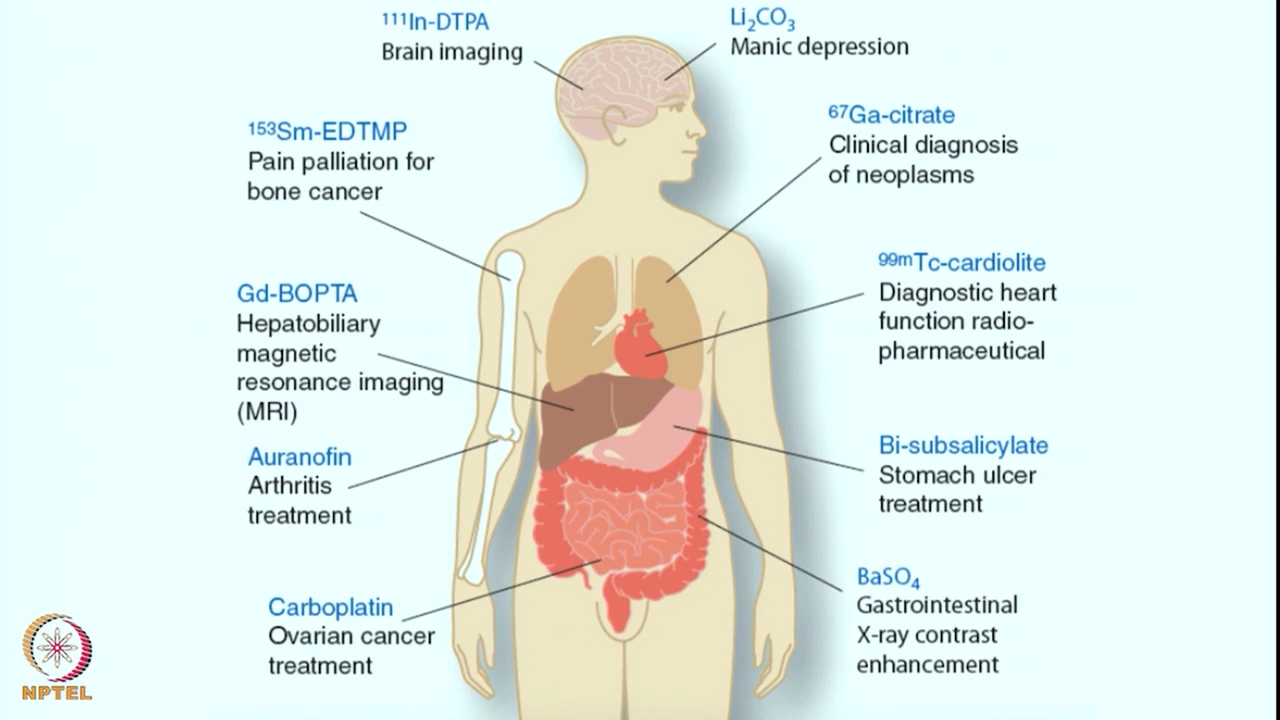 ¹¹¹In-DTPA
Brain imaging
Li₂CO₃
Manic depression
¹⁵³Sm-EDTMP
Pain palliation for
bone cancer
⁶⁷Ga-citrate
Clinical diagnosis
of neoplasms
Gd-BOPTA
Hepatobiliary
magnetic
resonance imaging
(MRI)
⁹⁹ᵐTc-cardiolite
Diagnostic heart
function radio-
pharmaceutical
Auranofin
Arthritis
treatment
Bi-subsalicylate
Stomach ulcer
treatment
Carboplatin
Ovarian cancer
treatment
BaSO₄
Gastrointestinal
X-ray contrast
enhancement
NPTEL